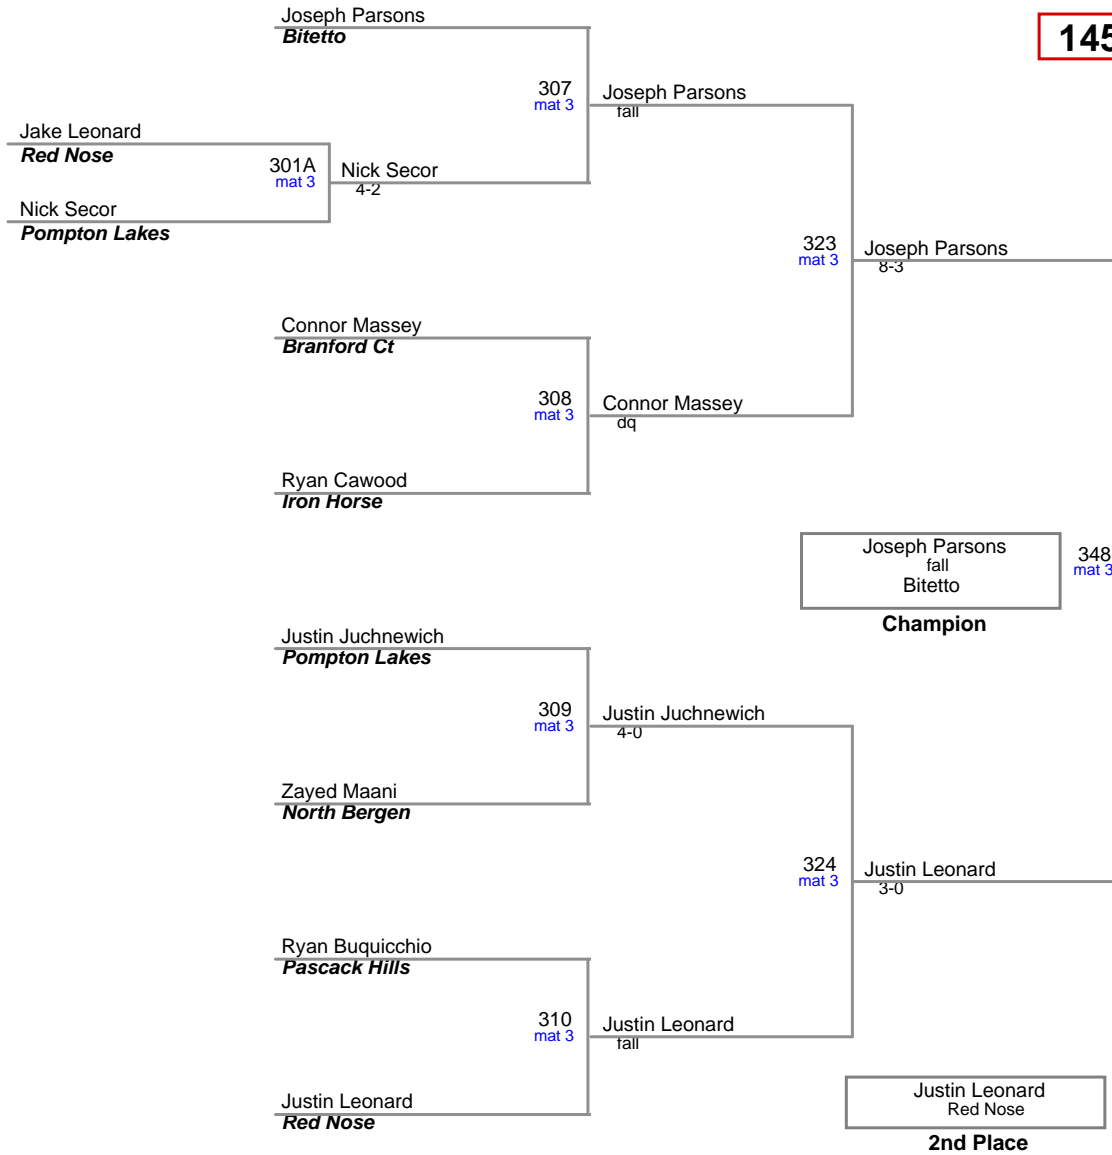 Joseph Parsons
Bitetto
145
307
mat 3
Joseph Parsons
fall
Jake Leonard
Red Nose
301A
mat 3
Nick Secor
4-2
Nick Secor
Pompton Lakes
323
mat 3
Joseph Parsons
8-3
Connor Massey
Branford Ct
308
mat 3
Connor Massey
dq
Ryan Cawood
Iron Horse
Joseph Parsons
fall
Bitetto
348
mat 3
Champion
Justin Juchnewich
Pompton Lakes
309
mat 3
Justin Juchnewich
4-0
Zayed Maani
North Bergen
324
mat 3
Justin Leonard
3-0
Ryan Buquicchio
Pascack Hills
310
mat 3
Justin Leonard
fall
Justin Leonard
Red Nose
Justin Leonard
Red Nose
2nd Place